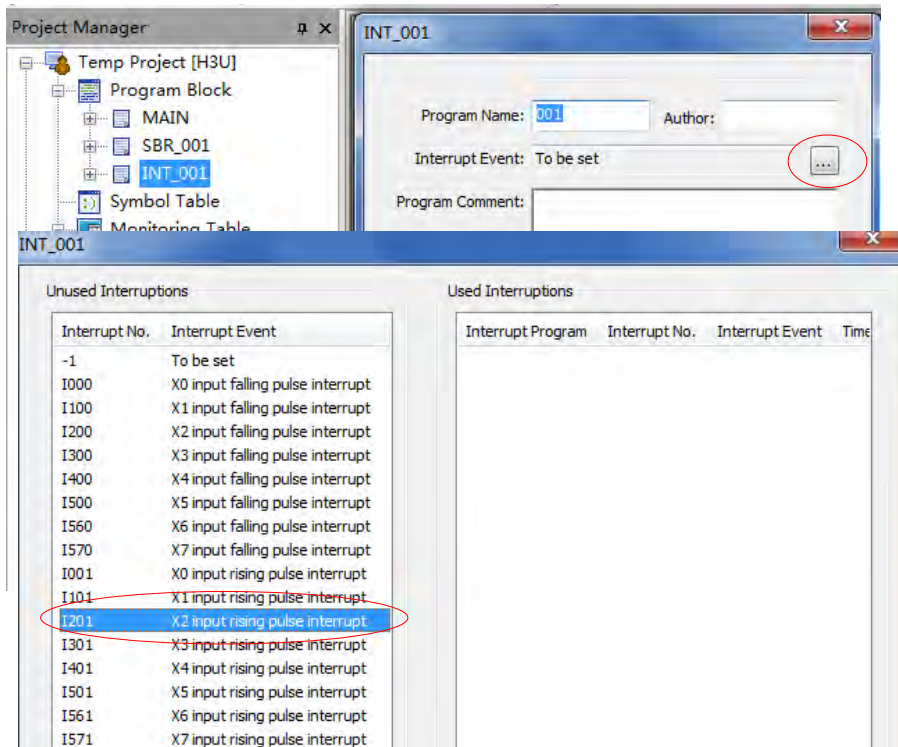 Project Manager
Temp Project [H3U]
Program Block
MAIN
SBR_001
INT_001
Symbol Table
Monitoring Table
INT_001
Program Name: 001 Author:
Interrupt Event: To be set ...
Program Comment:
INT_001
Unused Interruptions
Interrupt No. Interrupt Event
-1 To be set
I000 X0 input falling pulse interrupt
I100 X1 input falling pulse interrupt
I200 X2 input falling pulse interrupt
I300 X3 input falling pulse interrupt
I400 X4 input falling pulse interrupt
I500 X5 input falling pulse interrupt
I560 X6 input falling pulse interrupt
I570 X7 input falling pulse interrupt
I001 X0 input rising pulse interrupt
I101 X1 input rising pulse interrupt
I201 X2 input rising pulse interrupt
I301 X3 input rising pulse interrupt
I401 X4 input rising pulse interrupt
I501 X5 input rising pulse interrupt
I561 X6 input rising pulse interrupt
I571 X7 input rising pulse interrupt
Used Interruptions
Interrupt Program Interrupt No. Interrupt Event Time